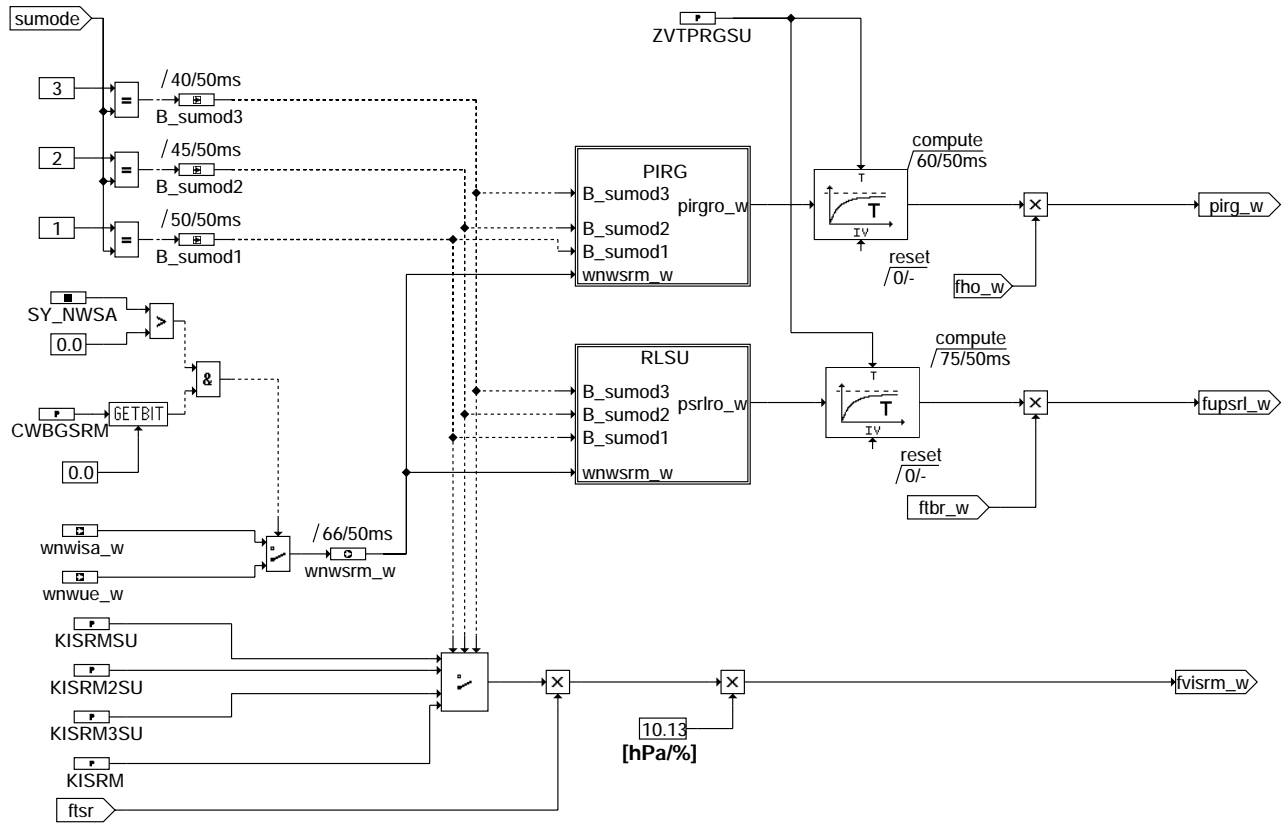 sumode
P
ZVTPRGSU
/40/50ms
3
=
B_sumod3
/45/50ms
2
=
B_sumod2
/50/50ms
1
=
B_sumod1
PIRG
B_sumod3
pirgro_w
B_sumod2
B_sumod1
wnwsrm_w
compute
/60/50ms
T
T
IV
reset
/0/-
×
pirg_w
fho_w
SY_NWSA
>
0.0
&
P
GETBIT
CWBGSRM
0.0
RLSU
B_sumod3
psrlro_w
B_sumod2
B_sumod1
wnwsrm_w
compute
/75/50ms
T
T
IV
reset
/0/-
×
fupsrl_w
ftbr_w
wnwisa_w
/66/50ms
wnwsrm_w
wnwue_w
P
KISRMSU
P
KISRM2SU
P
KISRM3SU
P
KISRM
×
×
fvisrm_w
10.13
[hPa/%]
ftsr